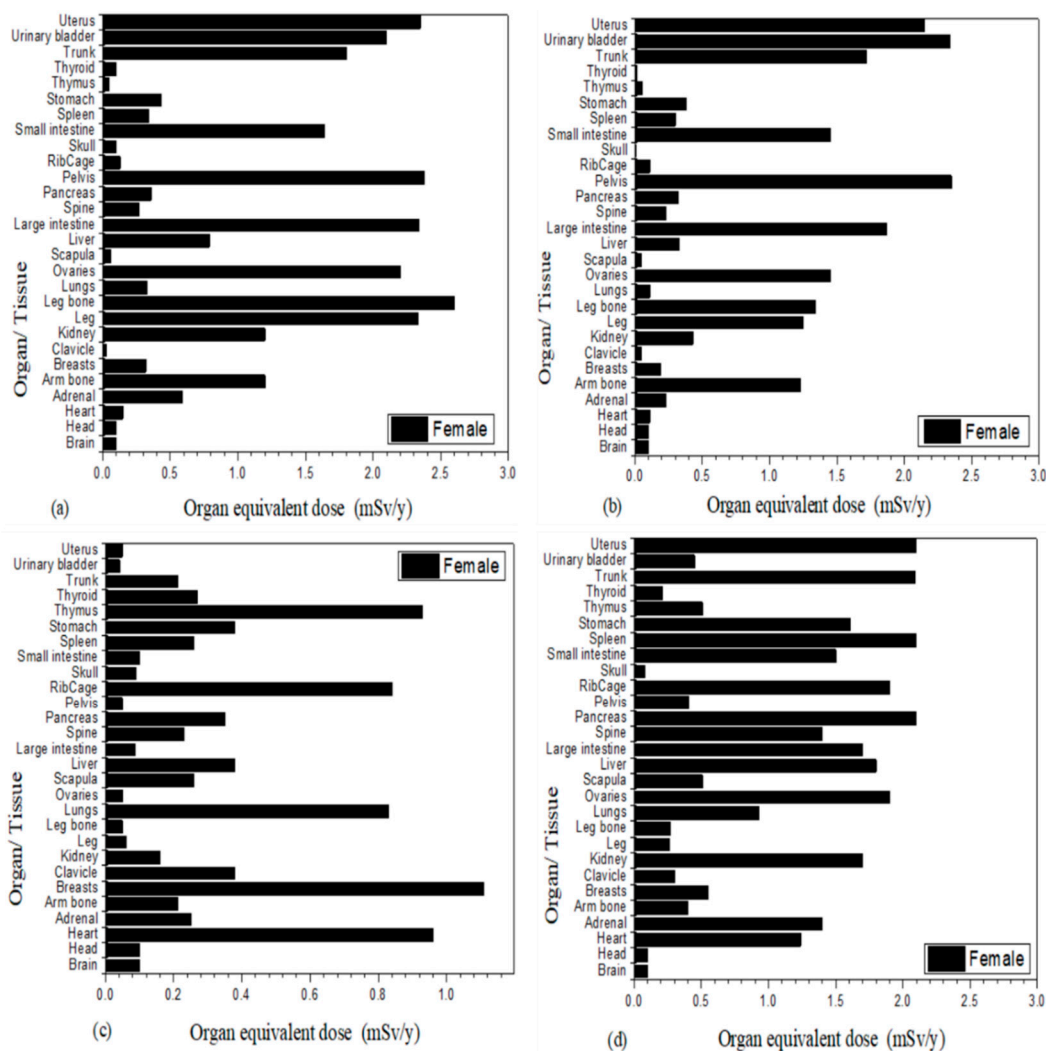 Uterus
Urinary bladder
Trunk
Thyroid
Thymus
Stomach
Spleen
Small intestine
Skull
RibCage
Pelvis
Pancreas
Spine
Large intestine
Liver
Scapula
Ovaries
Lungs
Leg bone
Leg
Kidney
Clavicle
Breasts
Arm bone
Adrenal
Heart
Head
Brain
Organ/ Tissue
Female
0.0 0.5 1.0 1.5 2.0 2.5 3.0
(a) Organ equivalent dose (mSv/y)
Uterus
Urinary bladder
Trunk
Thyroid
Thymus
Stomach
Spleen
Small intestine
Skull
RibCage
Pelvis
Pancreas
Spine
Large intestine
Liver
Scapula
Ovaries
Lungs
Leg bone
Leg
Kidney
Clavicle
Breasts
Arm bone
Adrenal
Heart
Head
Brain
Organ/ Tissue
Female
0.0 0.5 1.0 1.5 2.0 2.5 3.0
(b) Organ equivalent dose (mSv/y)
Uterus
Urinary bladder
Trunk
Thyroid
Thymus
Stomach
Spleen
Small intestine
Skull
RibCage
Pelvis
Pancreas
Spine
Large intestine
Liver
Scapula
Ovaries
Lungs
Leg bone
Leg
Kidney
Clavicle
Breasts
Arm bone
Adrenal
Heart
Head
Brain
Organ/ Tissue
Female
0.0 0.2 0.4 0.6 0.8 1.0
(c) Organ equivalent dose (mSv/y)
Uterus
Urinary bladder
Trunk
Thyroid
Thymus
Stomach
Spleen
Small intestine
Skull
RibCage
Pelvis
Pancreas
Spine
Large intestine
Liver
Scapula
Ovaries
Lungs
Leg bone
Leg
Kidney
Clavicle
Breasts
Arm bone
Adrenal
Heart
Head
Brain
Organ/ Tissue
Female
0.0 0.5 1.0 1.5 2.0 2.5 3.0
Organ equivalent dose (mSv/y) (d)